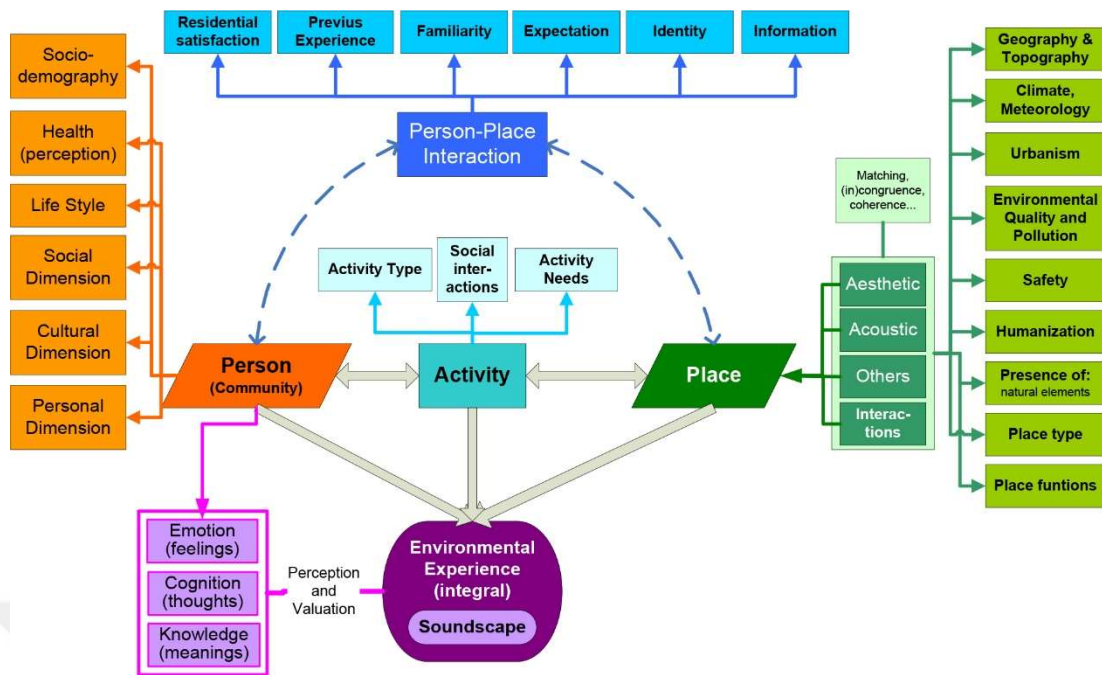 Residential
satisfaction
Previus
Experience
Familiarity
Expectation
Identity
Information
Socio-
demography
Health
(perception)
Life Style
Social
Dimension
Cultural
Dimension
Personal
Dimension
Person-Place
Interaction
Activity Type
Social
inter-
actions
Activity
Needs
Person
(Community)
Activity
Place
Matching,
(in)congruence,
coherence...
Aesthetic
Acoustic
Others
Interac-
tions
Geography &
Topography
Climate,
Meteorology
Urbanism
Environmental
Quality and
Pollution
Safety
Humanization
Presence of:
natural elements
Place type
Place funtions
Emotion
(feelings)
Cognition
(thoughts)
Knowledge
(meanings)
Perception
and
Valuation
Environmental
Experience
(integral)
Soundscape